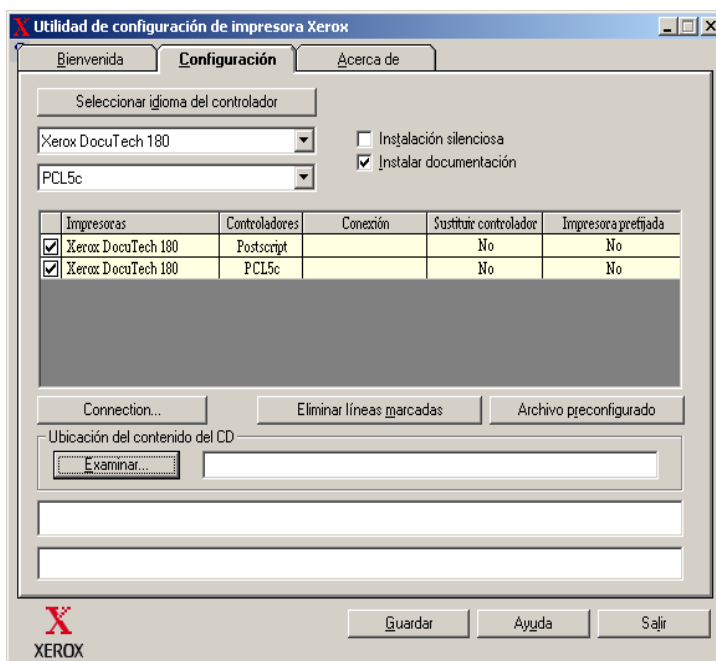 Utilidad de configuración de impresora Xerox
Bienvenida Configuración Acerca de
Seleccionar idioma del controlador
Xerox DocuTech 180 Instalación silenciosa
Instalar documentación
PCL5c
Impresoras Controladores Conexión Sustituir controlador Impresora prefijada
Xerox DocuTech 180 Postscript No No
Xerox DocuTech 180 PCL5c No No
Connection... Eliminar líneas marcadas Archivo preconfigurado
Ubicación del contenido del CD
Examinar...
X
XEROX
Guardar Ayuda Salir